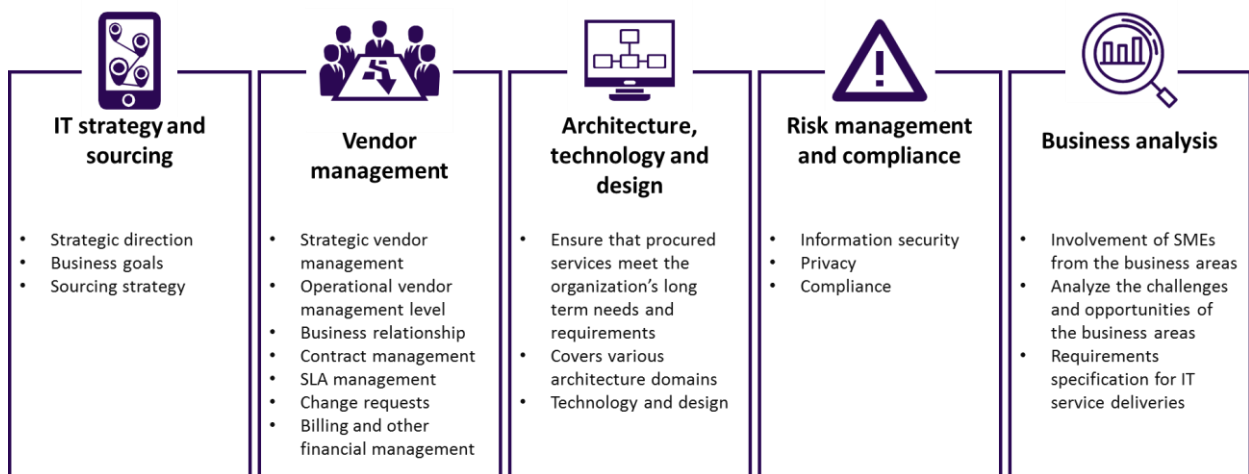 IT strategy and
sourcing
• Strategic direction
• Business goals
• Sourcing strategy
Vendor
management
• Strategic vendor
management
• Operational vendor
management level
• Business relationship
• Contract management
• SLA management
• Change requests
• Billing and other
financial management
Architecture,
technology and
design
• Ensure that procured
services meet the
organization’s long
term needs and
requirements
• Covers various
architecture domains
• Technology and design
Risk management
and compliance
• Information security
• Privacy
• Compliance
Business analysis
• Involvement of SMEs
from the business areas
• Analyze the challenges
and opportunities of
the business areas
• Requirements
specification for IT
service deliveries